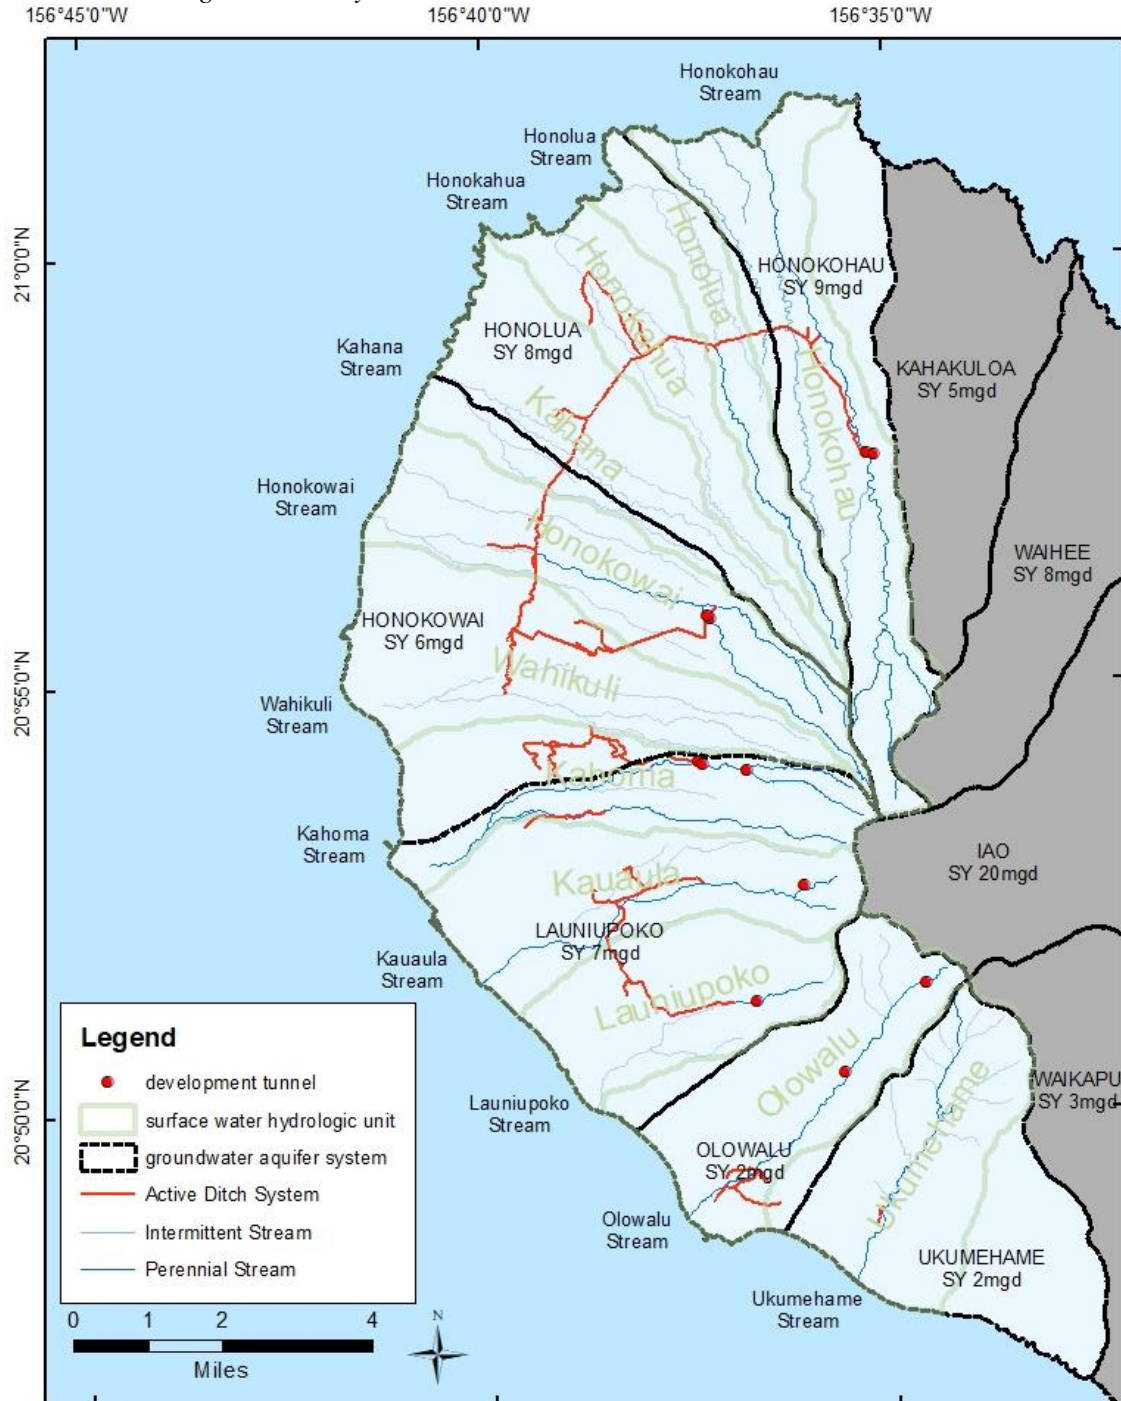 156°45'0"W
156°40'0"W
156°35'0"W
Honokohau
Stream
Honolua
Stream
Honokahua
Stream
21°0'0"N
Honolua
Honokahua
HONOKOHAU
SY 9mgd
HONOLUA
SY 8mgd
Kahana
Stream
Honokohau
KAHAKULOA
SY 5mgd
Kahana
Honokowai
Stream
Honokowai
WAIHEE
SY 8mgd
HONOKOWAI
SY 6mgd
20°55'0"N
Wahikuli
Wahikuli
Stream
Kahoma
Kahoma
Stream
IAO
SY 20mgd
Kauaula
LAUNIUPOKO
SY 7mgd
Kauaula
Stream
Launiupoko
Legend
development tunnel
surface water hydrologic unit
groundwater aquifer system
Active Ditch System
Intermittent Stream
Perennial Stream
Olowalu
WAIKAPU
SY 3mgd
Launiupoko
Stream
20°50'0"N
OLOWALU
SY 2mgd
Ukumehame
Olowalu
Stream
UKUMEHAME
SY 2mgd
Ukumehame
Stream
0 1 2 4
Miles
N